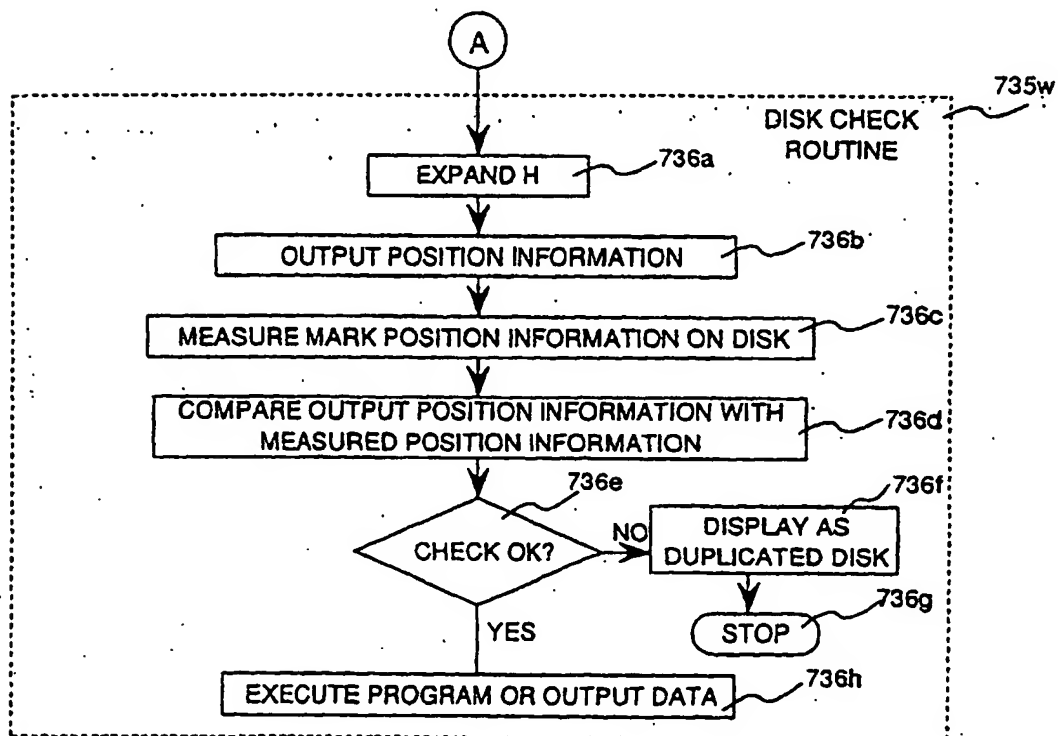 A
735w
DISK CHECK
ROUTINE
736a
EXPAND H
736b
OUTPUT POSITION INFORMATION
736c
MEASURE MARK POSITION INFORMATION ON DISK
COMPARE OUTPUT POSITION INFORMATION WITH
MEASURED POSITION INFORMATION
736d
736e
736f
CHECK OK?
NO
DISPLAY AS
DUPLICATED DISK
736g
STOP
YES
736h
EXECUTE PROGRAM OR OUTPUT DATA